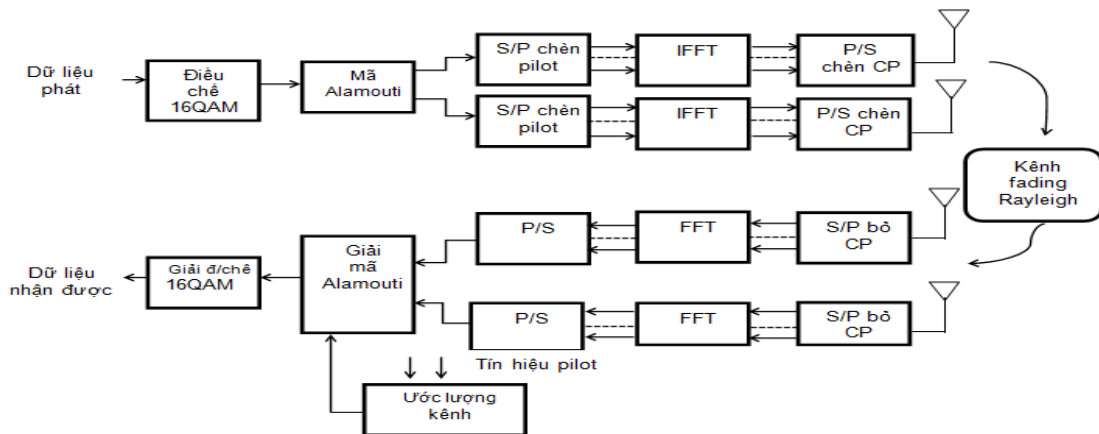 Dữ liệu
phát
Điều
chế
16QAM
Mã
Alamouti
S/P chèn
pilot
IFFT
P/S
chèn CP
S/P chèn
pilot
IFFT
P/S chèn
CP
Kênh
fading
Rayleigh
Dữ liệu
nhận được
Giải đ/chê
16QAM
Giải
mã
Alamouti
P/S
FFT
S/P bỏ
CP
P/S
FFT
S/P bỏ
CP
Tín hiệu pilot
Ước lượng
kênh